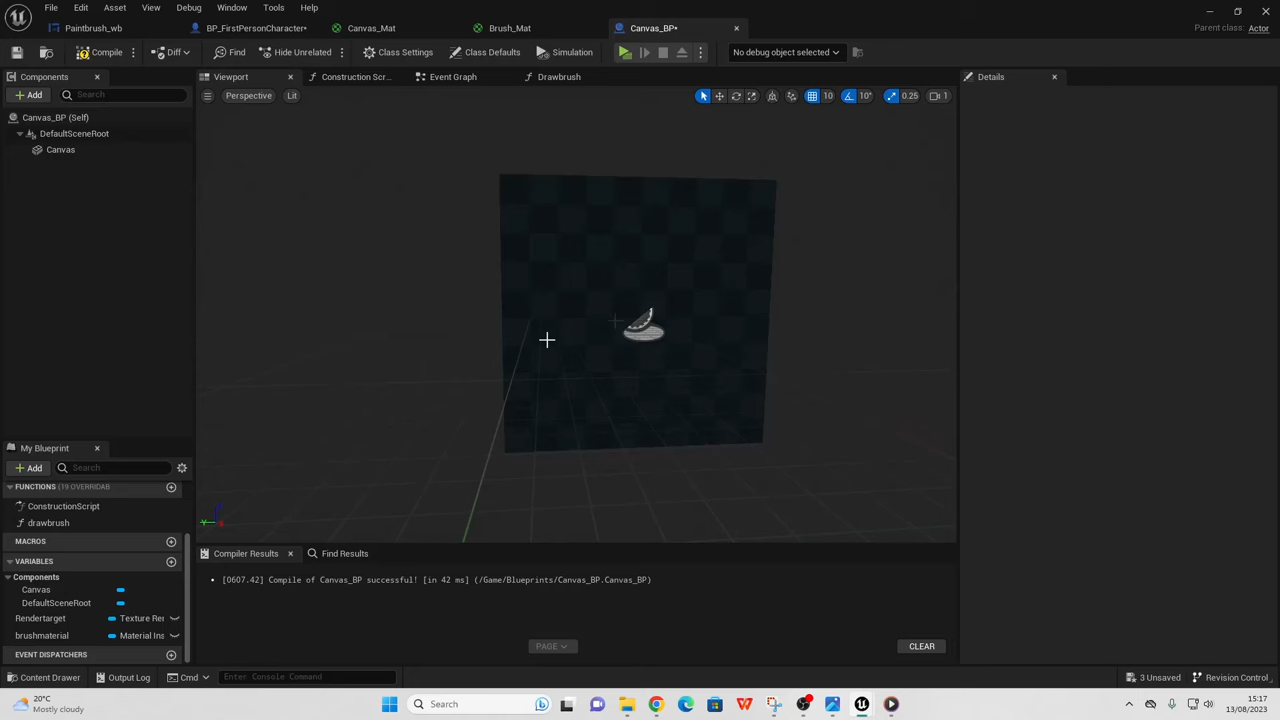 File Edit Asset View Debug Window Tools Help
Paintbrush_wb BP_FirstPersonCharacter* Canvas_Mat Brush_Mat Canvas_BP* Parent class: Actor
Compile Diff Find Hide Unrelated Class Settings Class Defaults Simulation No debug object selected
Components Viewport Construction Scr... Event Graph Drawbrush Details
Add Search Perspective Lit 10 10° 0.25 1
Canvas_BP (Self)
DefaultSceneRoot
Canvas
My Blueprint
Add Search
FUNCTIONS (19 OVERRIDAB
ConstructionScript
drawbrush
MACROS
VARIABLES
Components
Canvas
DefaultSceneRoot
Rendertarget Texture Rer
brushmaterial Material Ins
EVENT DISPATCHERS
Compiler Results Find Results
[0607.42] Compile of Canvas_BP successful! [in 42 ms] (/Game/Blueprints/Canvas_BP.Canvas_BP)
PAGE CLEAR
Content Drawer Output Log Cmd Enter Console Command 3 Unsaved Revision Control
20°C
Mostly cloudy
Search
15:17
13/08/2023